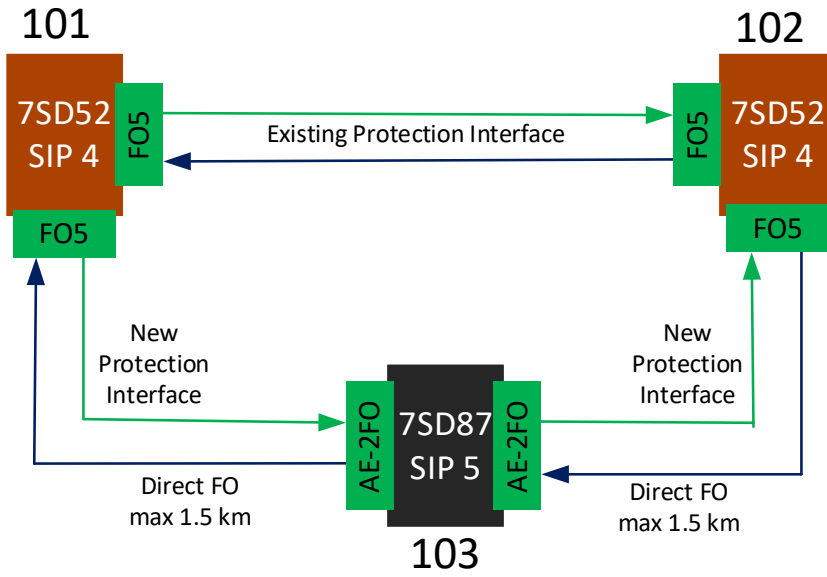 101
102
7SD52
SIP 4
FO5
Existing Protection Interface
FO5
7SD52
SIP 4
FO5
FO5
New
Protection
Interface
New
Protection
Interface
AE-2FO
7SD87
SIP 5
AE-2FO
Direct FO
max 1.5 km
Direct FO
max 1.5 km
103